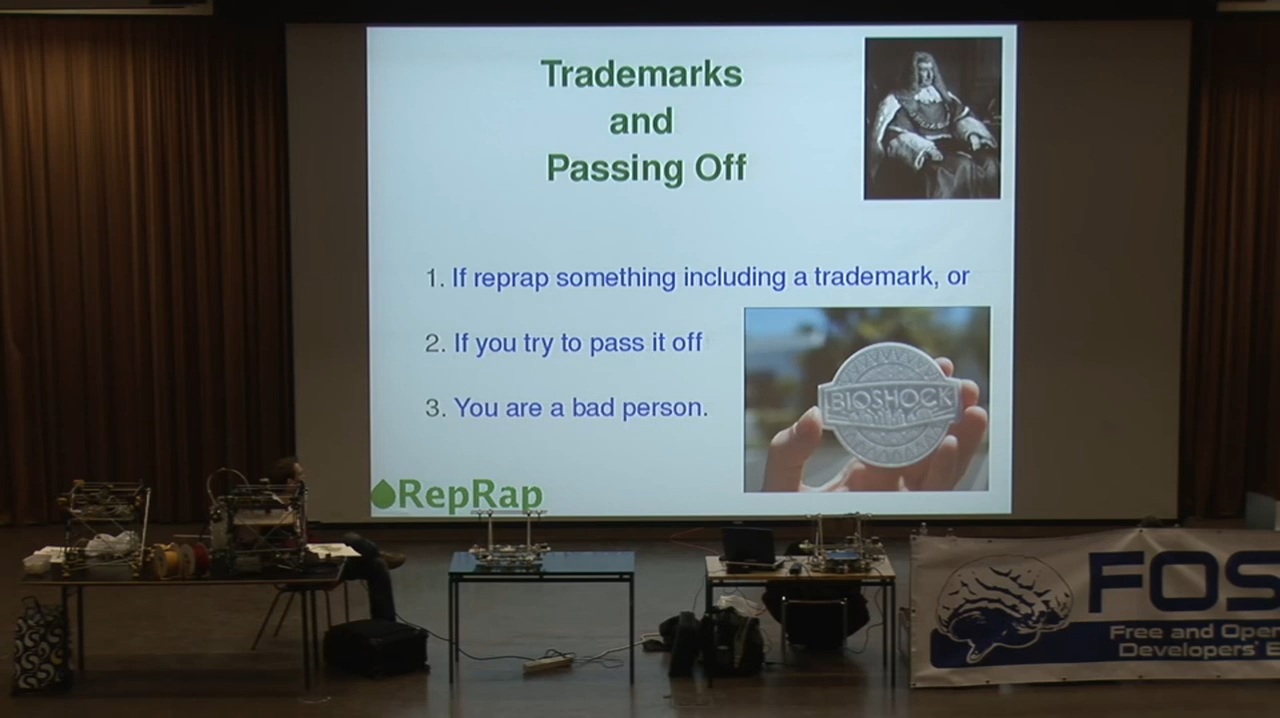 Trademarks
and
Passing Off
1. If reprap something including a trademark, or
2. If you try to pass it off
3. You are a bad person.
BIOSHOCK
RepRap
FOS
Free and Open
Developers' E